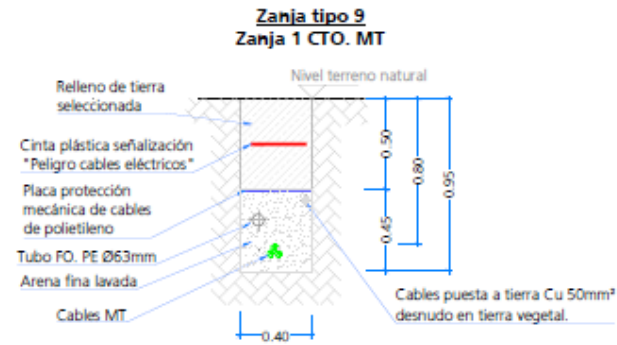 Zanja tipo 9
Zanja 1 CTO. MT
Nivel terreno natural
Relleno de tierra
seleccionada
Cinta plástica señalización
"Peligro cables eléctricos"
Placa protección
mecánica de cables
de polietileno
Tubo FO. PE Ø63mm
Arena fina lavada
Cables MT
0.50
0.80
0.95
0.45
Cables puesta a tierra Cu 50mm²
desnudo en tierra vegetal.
0.40